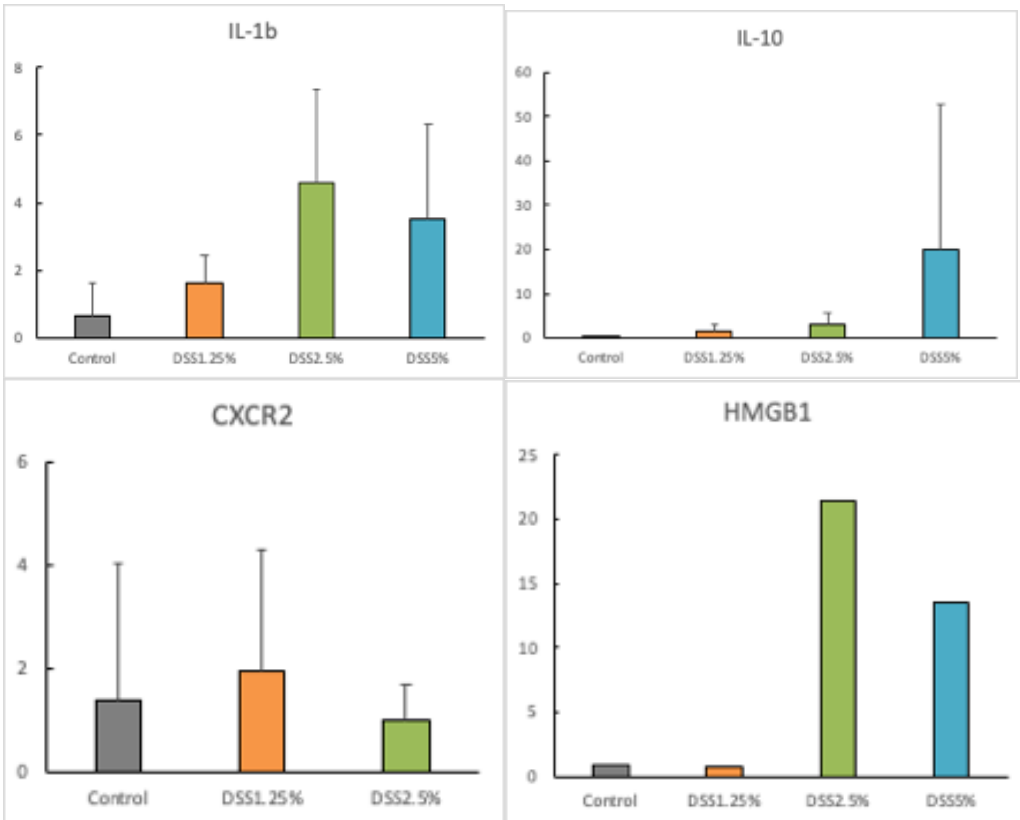 IL-1b
8
6
4
2
0
Control DSS1.25% DSS2.5% DSS5%
IL-10
60
50
40
30
20
10
0
Control DSS1.25% DSS2.5% DSS5%
CXCR2
6
4
2
0
Control DSS1.25% DSS2.5%
HMGB1
25
20
15
10
5
0
Control DSS1.25% DSS2.5% DSS5%